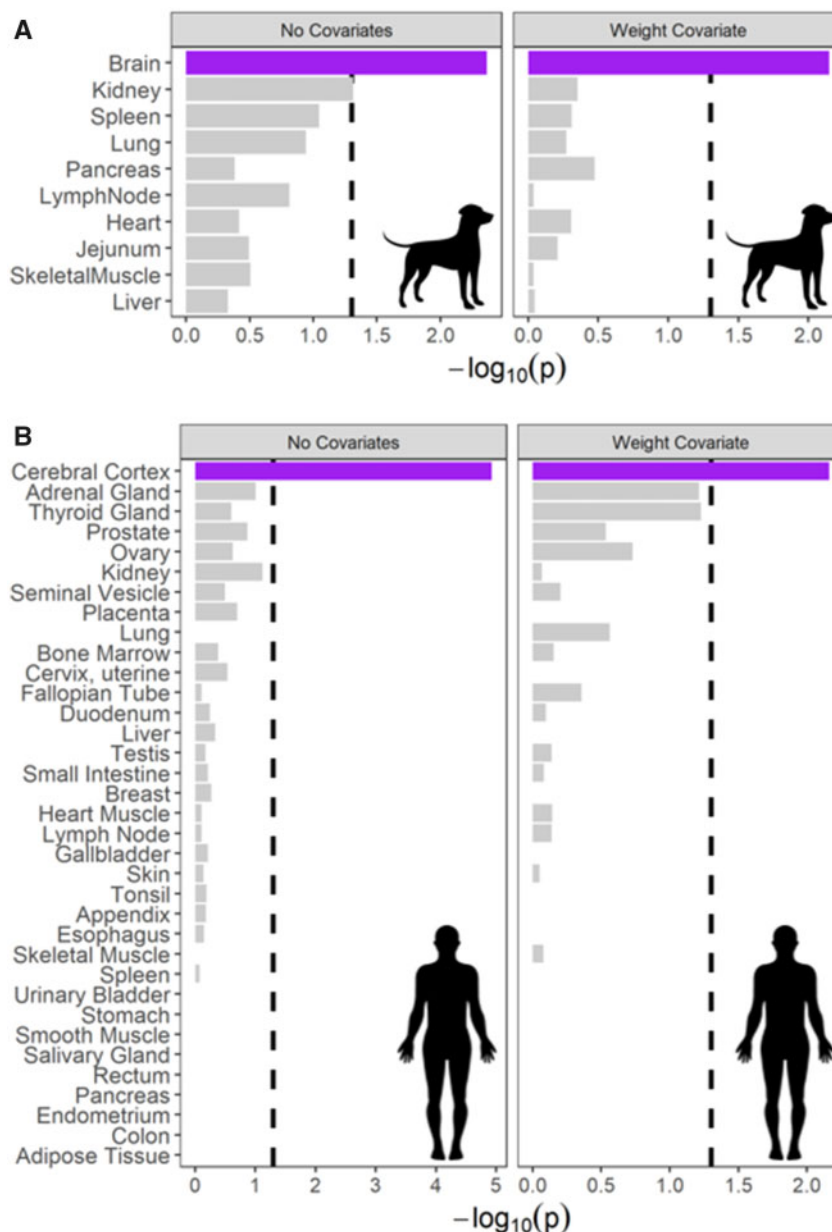 A
No Covariates Weight Covariate
Brain
Kidney
Spleen
Lung
Pancreas
LymphNode
Heart
Jejunum
SkeletalMuscle
Liver
0.0 0.5 1.0 1.5 2.0 0.0 0.5 1.0 1.5 2.0
−log10(p)
B
No Covariates Weight Covariate
Cerebral Cortex
Adrenal Gland
Thyroid Gland
Prostate
Ovary
Kidney
Seminal Vesicle
Placenta
Lung
Bone Marrow
Cervix, uterine
Fallopian Tube
Duodenum
Liver
Testis
Small Intestine
Breast
Heart Muscle
Lymph Node
Gallbladder
Skin
Tonsil
Appendix
Esophagus
Skeletal Muscle
Spleen
Urinary Bladder
Stomach
Smooth Muscle
Salivary Gland
Rectum
Pancreas
Endometrium
Colon
Adipose Tissue
0 1 2 3 4 5 0.0 0.5 1.0 1.5 2.0
−log10(p)